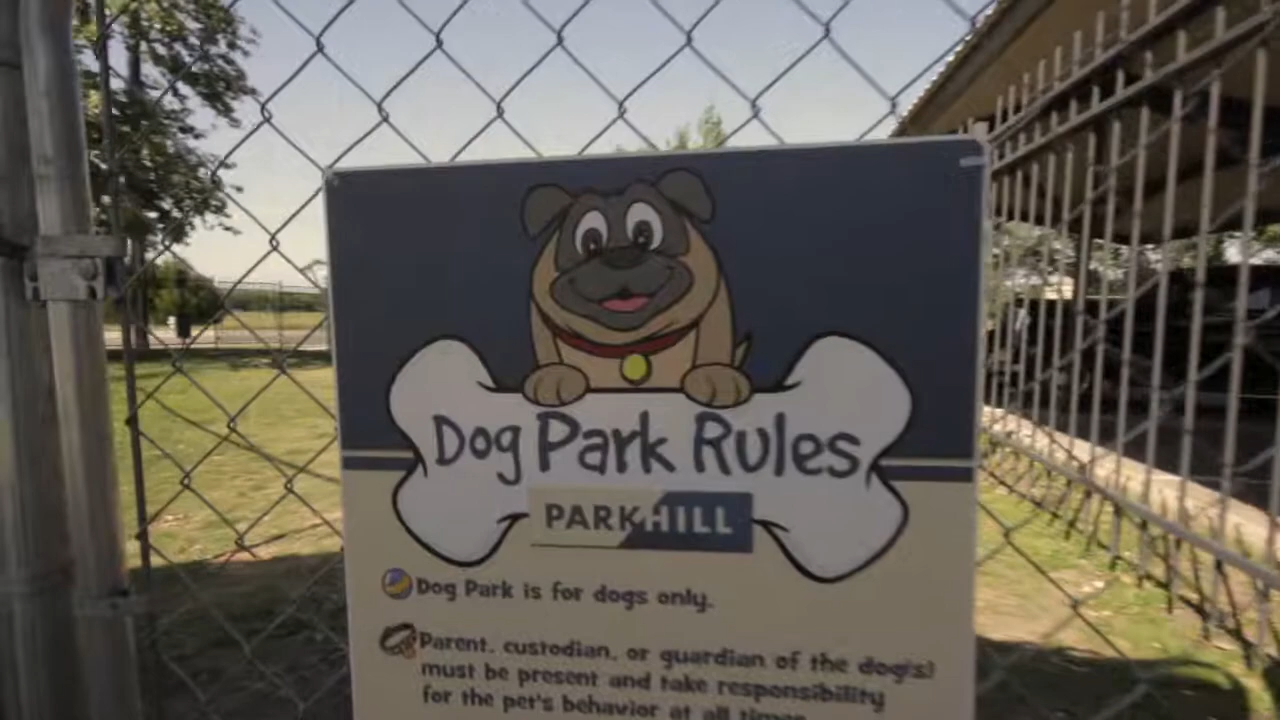 Dog Park Rules
PARKHILL
Dog Park is for dogs only.
Parent, custodian, or guardian of the dog(s)
must be present and take responsibility
for the pet's behavior at all times